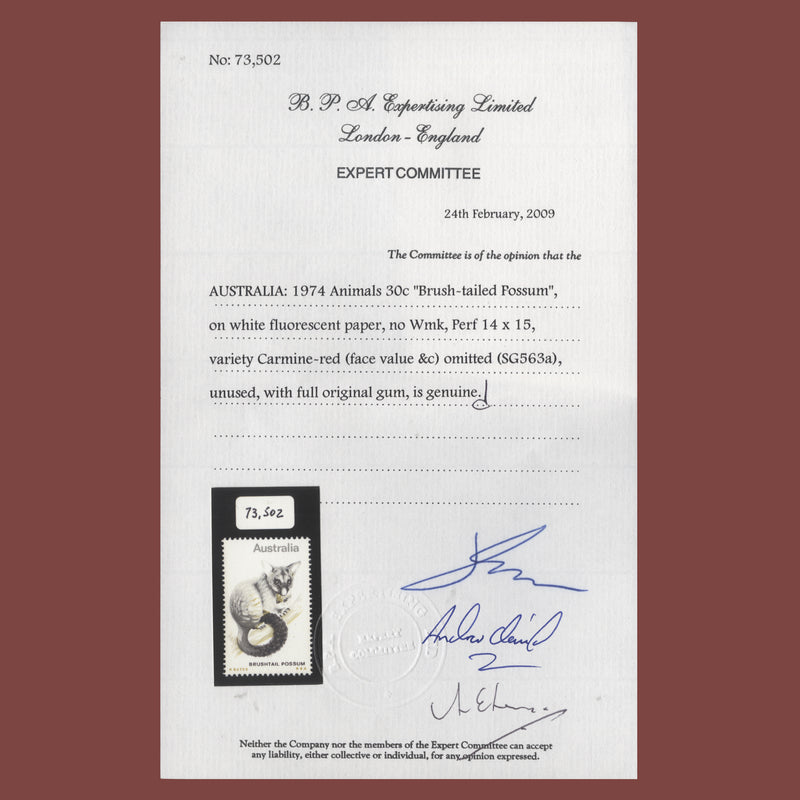 No: 73,502
B. P. A. Expertising Limited
London - England
EXPERT COMMITTEE
24th February, 2009
The Committee is of the opinion that the
AUSTRALIA: 1974 Animals 30c "Brush-tailed Possum",
on white fluorescent paper, no Wmk, Perf 14 x 15,
variety Carmine-red (face value &c) omitted (SG563a),
unused, with full original gum, is genuine.
73,502
Australia
BRUSHTAIL POSSUM
EXPERTISING
EXPERT
COMMITTEE
Neither the Company nor the members of the Expert Committee can accept
any liability, either collective or individual, for any opinion expressed.